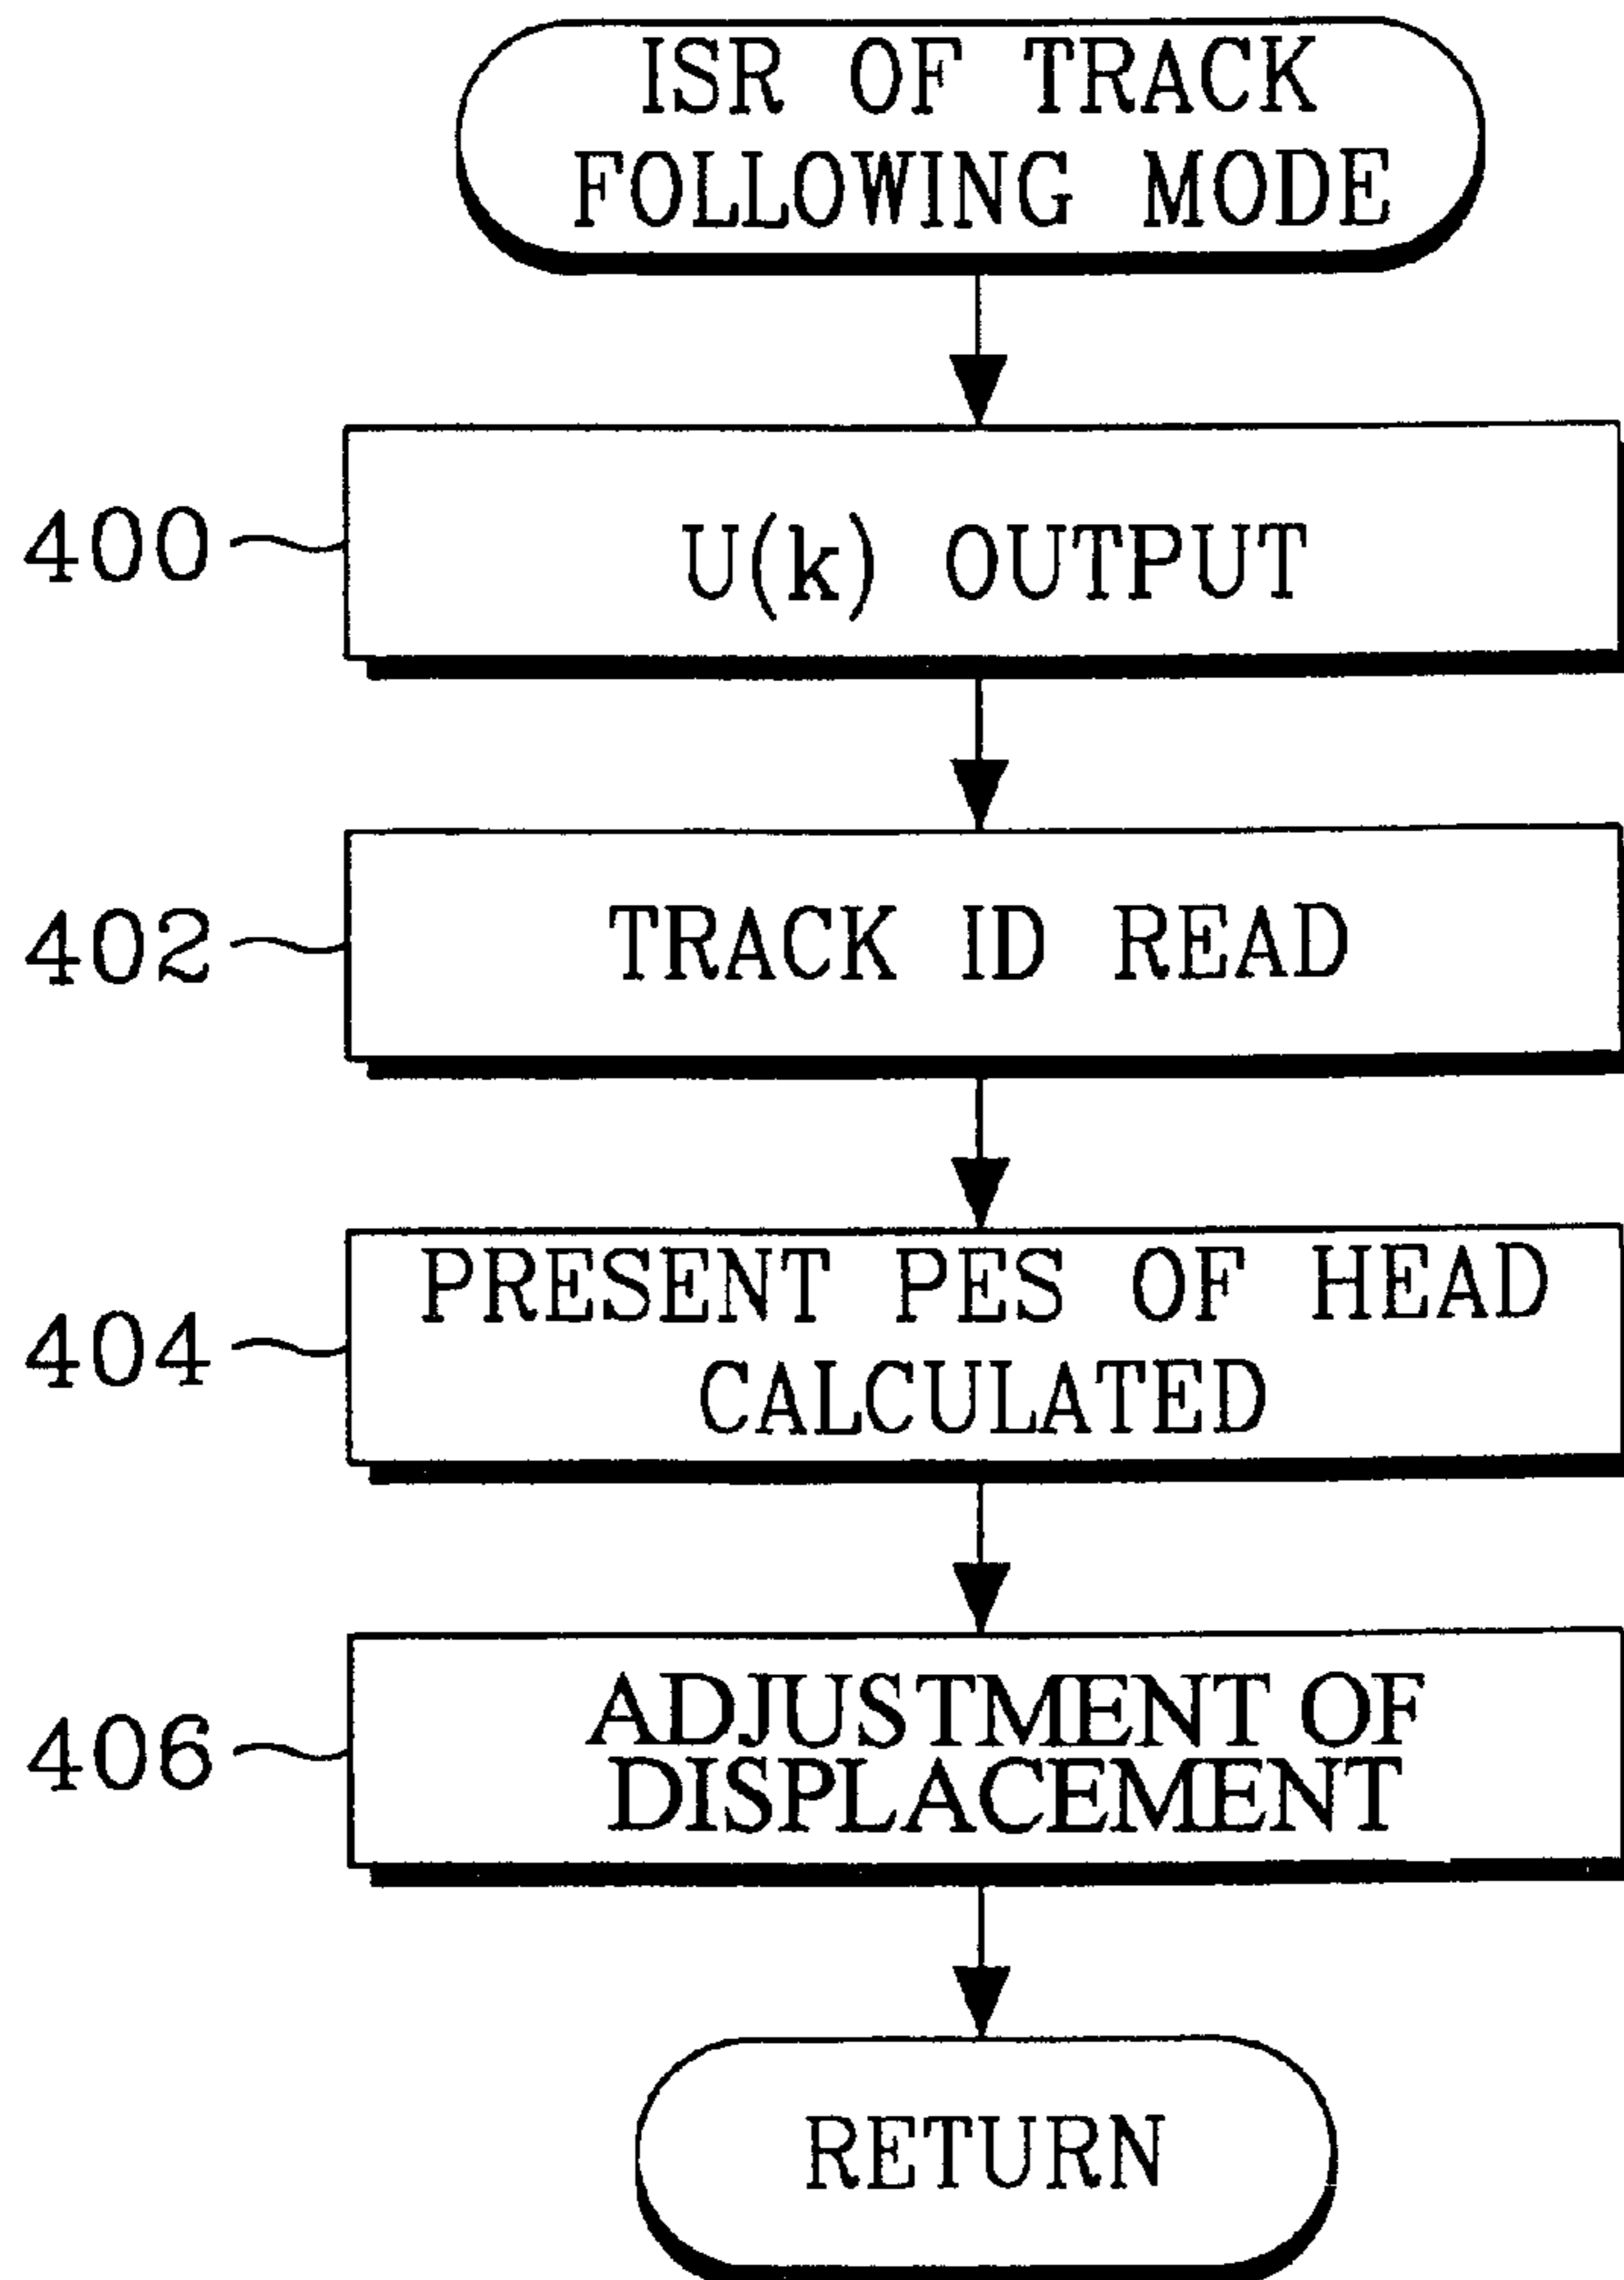 ISR OF TRACK
FOLLOWING MODE
400
U(k) OUTPUT
402
TRACK ID READ
404
PRESENT PES OF HEAD
CALCULATED
406
ADJUSTMENT OF
DISPLACEMENT
RETURN